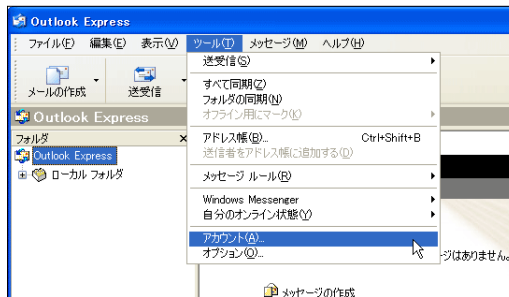 Outlook Express
ファイル(F) 編集(E) 表示(V) ツール(T) メッセージ(M) ヘルプ(H)
メールの作成 送受信
送受信(S)
すべて同期(Z)
フォルダの同期(N)
オフライン用にマーク(K)
アドレス帳(B)... Ctrl+Shift+B
送信者をアドレス帳に追加する(D)
メッセージ ルール(R)
Windows Messenger
自分のオンライン状態(Y)
アカウント(A)...
オプション(O)...
Outlook Express
フォルダ ×
Outlook Express
ローカル フォルダ
ージはありません。
メッセージの作成